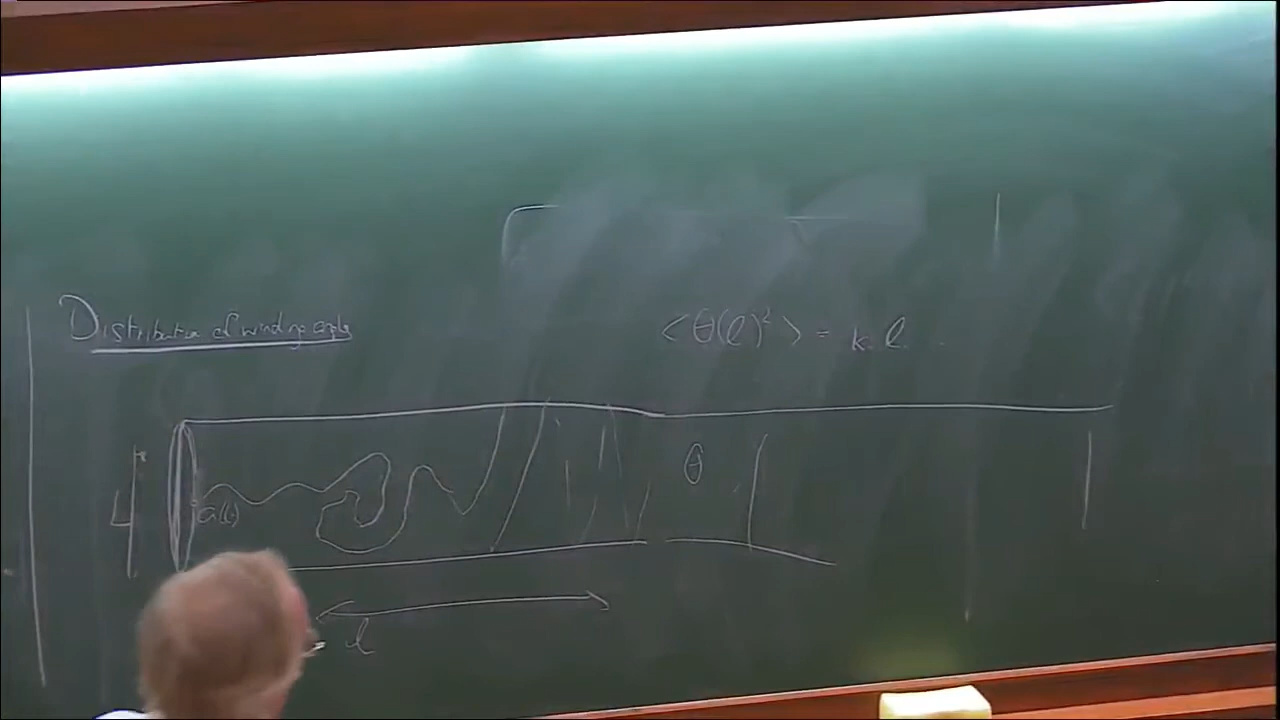 Distribution of winding angle
< θ(l)² > = k l
θ
a(t)
l